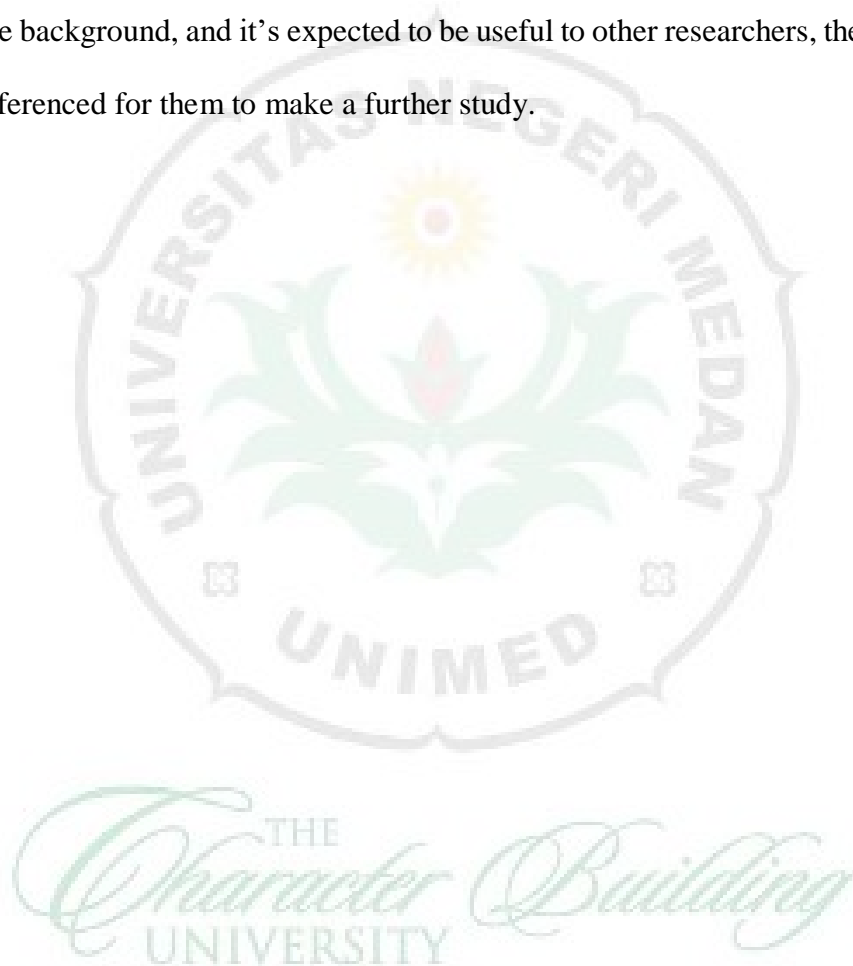 e background, and it’s expected to be useful to other researchers, the
ferenced for them to make a further study.
UNIVERSITAS NEGERI MEDAN
UNIMED
THE
Character Building
UNIVERSITY